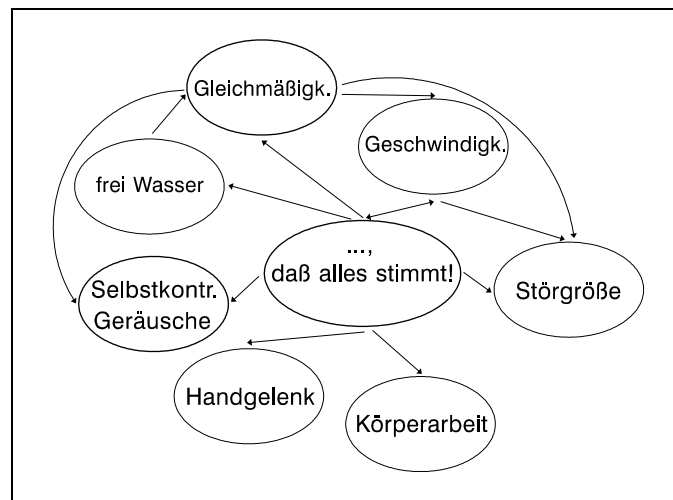 Gleichmäßigk.
Geschwindigk.
frei Wasser
...,
daß alles stimmt!
Selbstkontr.
Geräusche
Störgröße
Handgelenk
Körperarbeit